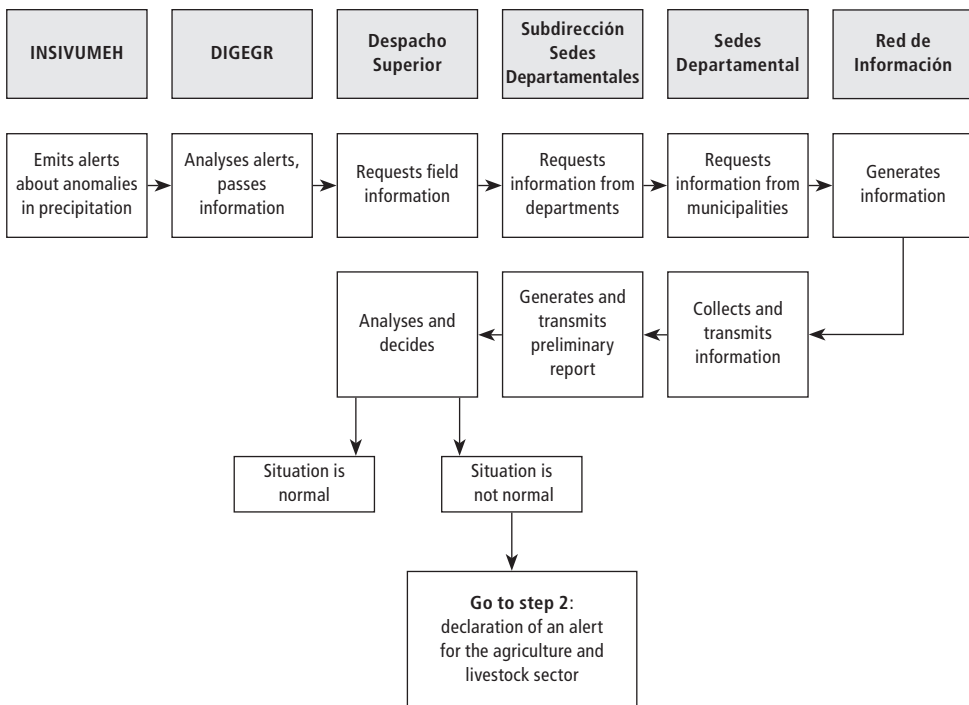 INSIVUMEH
DIGEGR
Despacho
Superior
Subdirección
Sedes
Departamentales
Sedes
Departamental
Red de
Información
Emits alerts
about anomalies
in precipitation
Analyses alerts,
passes
information
Requests field
information
Requests
information from
departments
Requests
information from
municipalities
Generates
information
Analyses and
decides
Generates and
transmits
preliminary
report
Collects and
transmits
information
Situation is
normal
Situation is
not normal
Go to step 2:
declaration of an alert
for the agriculture and
livestock sector